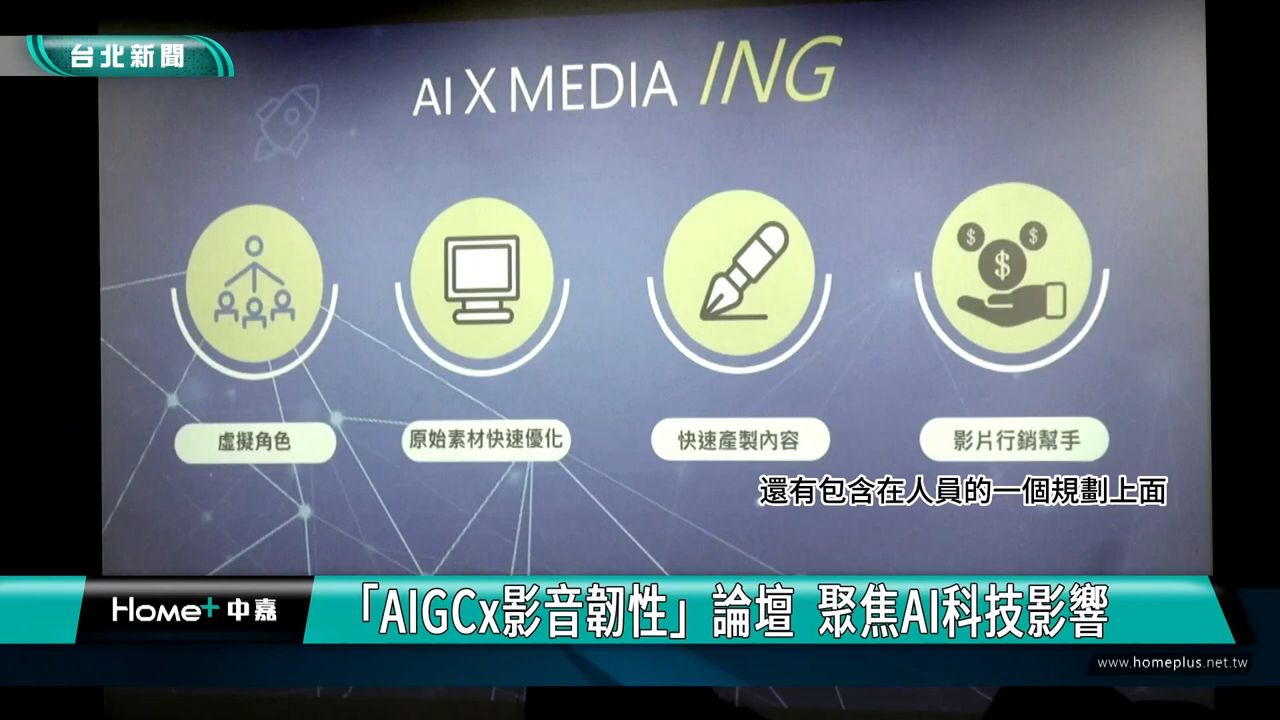 台北新聞
AI X MEDIA ING
虛擬角色
原始素材快速優化
快速產製內容
影片行銷幫手
還有包含在人員的一個規劃上面
Home+中嘉
「AIGCx影音韌性」論壇 聚焦AI科技影響
www.homeplus.net.tw